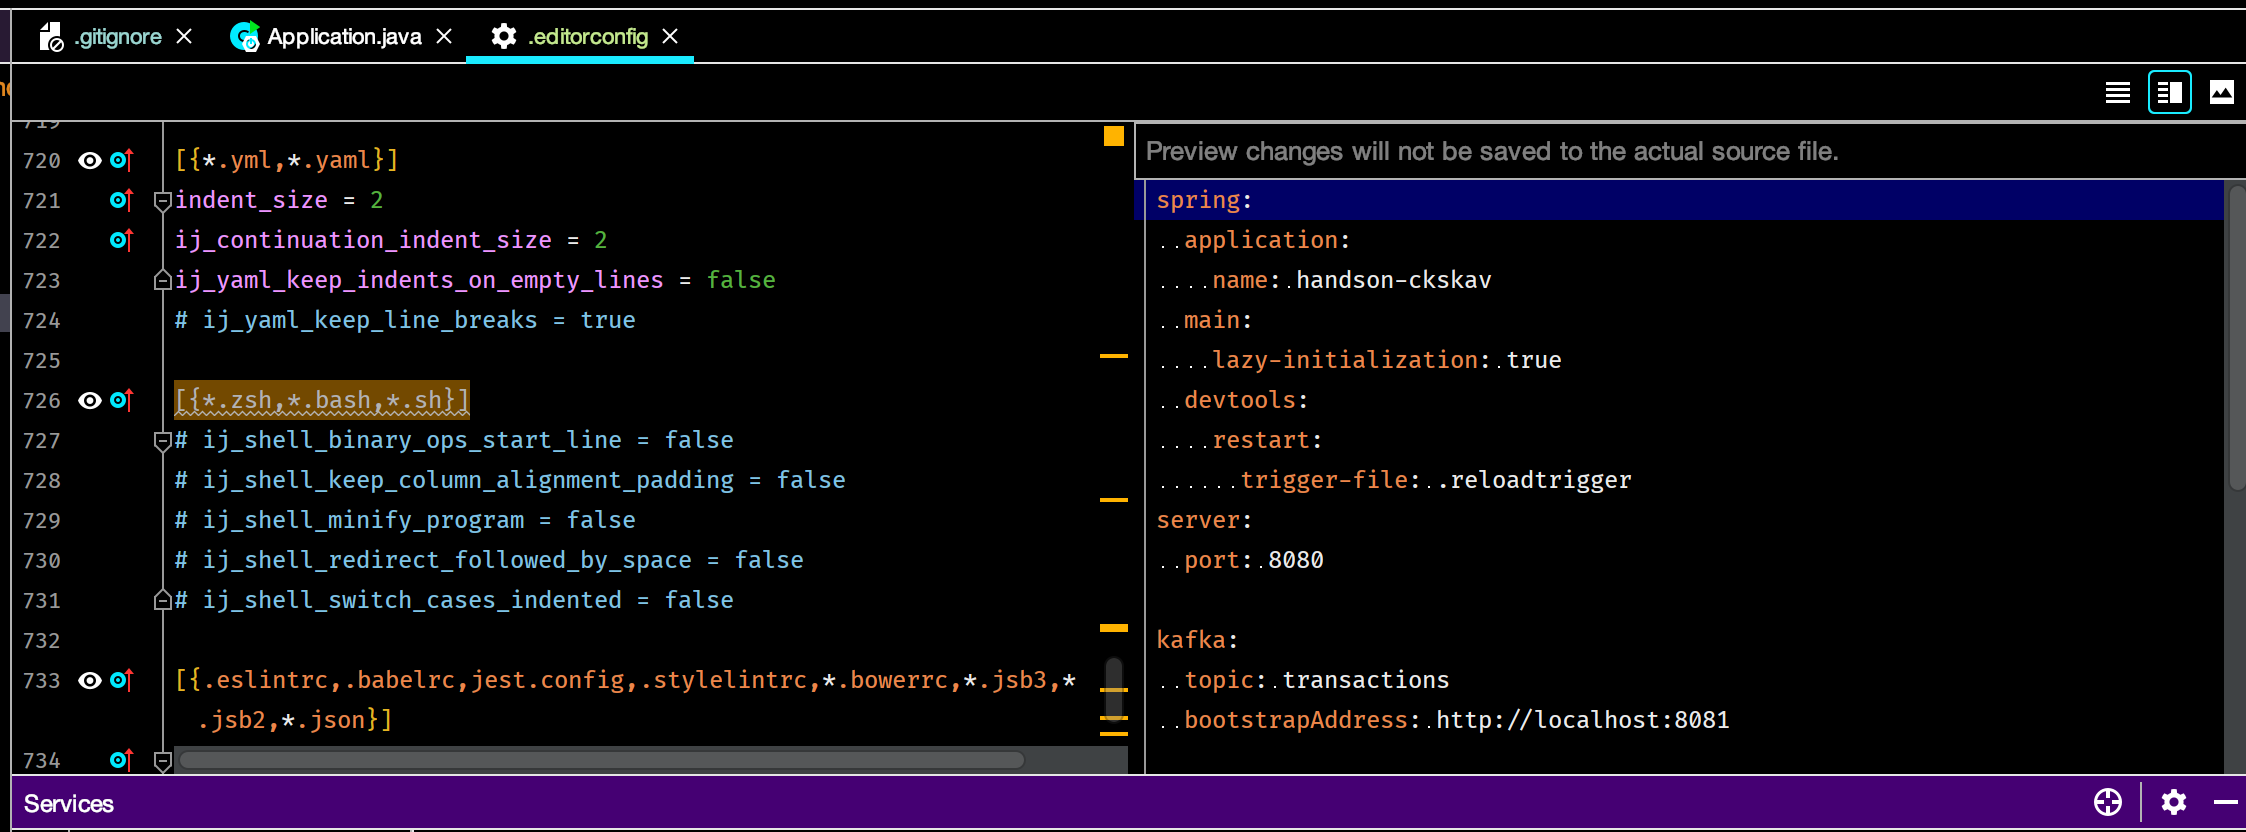 .gitignore
Application.java
.editorconfig
719
720 [{*.yml,*.yaml}]
721 indent_size = 2
722 ij_continuation_indent_size = 2
723 ij_yaml_keep_indents_on_empty_lines = false
724 # ij_yaml_keep_line_breaks = true
725
726 [{*.zsh,*.bash,*.sh}]
727 # ij_shell_binary_ops_start_line = false
728 # ij_shell_keep_column_alignment_padding = false
729 # ij_shell_minify_program = false
730 # ij_shell_redirect_followed_by_space = false
731 # ij_shell_switch_cases_indented = false
732
733 [{.eslintrc,.babelrc,jest.config,.stylelintrc,*.bowerrc,*.jsb3,*
.jsb2,*.json}]
734
Preview changes will not be saved to the actual source file.
spring:
  application:
    name: handson-ckskav
  main:
    lazy-initialization: true
  devtools:
    restart:
      trigger-file: .reloadtrigger
server:
  port: 8080
kafka:
  topic: transactions
  bootstrapAddress: http://localhost:8081
Services